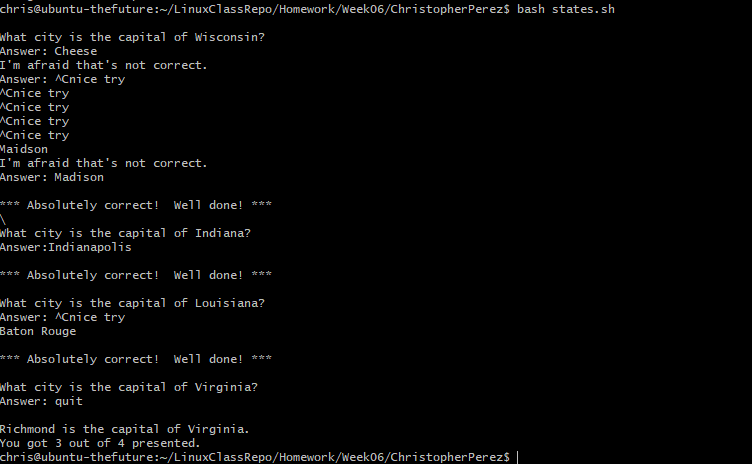 chris@ubuntu-thefuture:~/LinuxClassRepo/Homework/Week06/ChristopherPerez$ bash states.sh
What city is the capital of Wisconsin?
Answer: Cheese
I'm afraid that's not correct.
Answer: ^Cnice try
^Cnice try
^Cnice try
^Cnice try
^Cnice try
Maidson
I'm afraid that's not correct.
Answer: Madison
*** Absolutely correct!  Well done! ***
\
What city is the capital of Indiana?
Answer:Indianapolis
*** Absolutely correct!  Well done! ***
What city is the capital of Louisiana?
Answer: ^Cnice try
Baton Rouge
*** Absolutely correct!  Well done! ***
What city is the capital of Virginia?
Answer: quit
Richmond is the capital of Virginia.
You got 3 out of 4 presented.
chris@ubuntu-thefuture:~/LinuxClassRepo/Homework/Week06/ChristopherPerez$